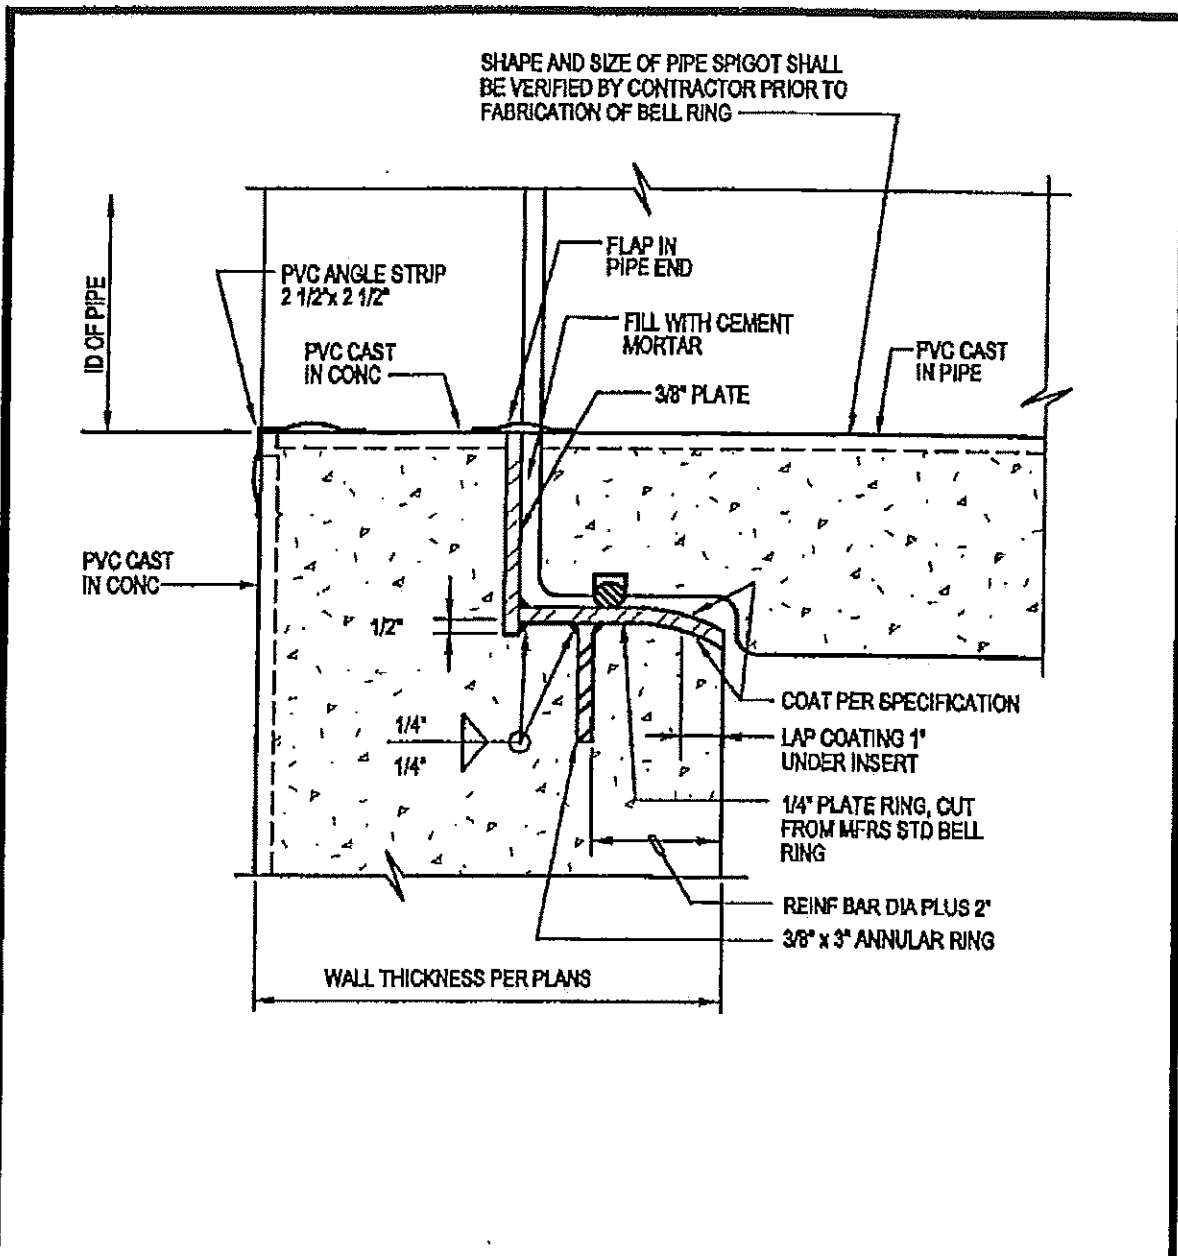 SHAPE AND SIZE OF PIPE SPIGOT SHALL
BE VERIFIED BY CONTRACTOR PRIOR TO
FABRICATION OF BELL RING
ID OF PIPE
PVC ANGLE STRIP
2 1/2"x 2 1/2"
FLAP IN
PIPE END
FILL WITH CEMENT
MORTAR
PVC CAST
IN CONC
PVC CAST
IN PIPE
3/8" PLATE
PVC CAST
IN CONC
1/2"
COAT PER SPECIFICATION
1/4"
1/4"
LAP COATING 1"
UNDER INSERT
1/4" PLATE RING, CUT
FROM MFRS STD BELL
RING
REINF BAR DIA PLUS 2"
3/8" x 3" ANNULAR RING
WALL THICKNESS PER PLANS